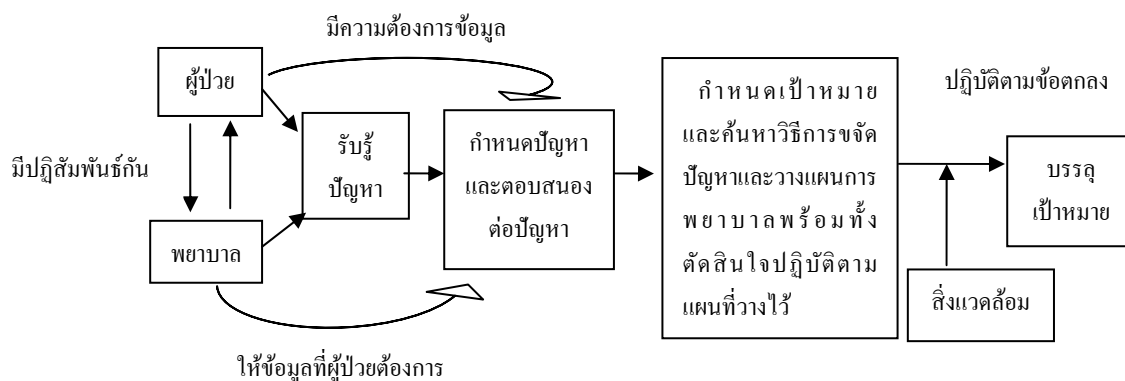 มีความต้องการข้อมูล
ผู้ป่วย
มีปฏิสัมพันธ์กัน
พยาบาล
รับรู้
ปัญหา
กำหนดปัญหา
และตอบสนอง
ต่อปัญหา
กำหนดเป้าหมาย
และค้นหาวิธีการขจัด
ปัญหาและวางแผนการ
พยาบาลพร้อมทั้ง
ตัดสินใจปฏิบัติตาม
แผนที่วางไว้
ปฏิบัติตามข้อตกลง
บรรลุ
เป้าหมาย
สิ่งแวดล้อม
ให้ข้อมูลที่ผู้ป่วยต้องการ